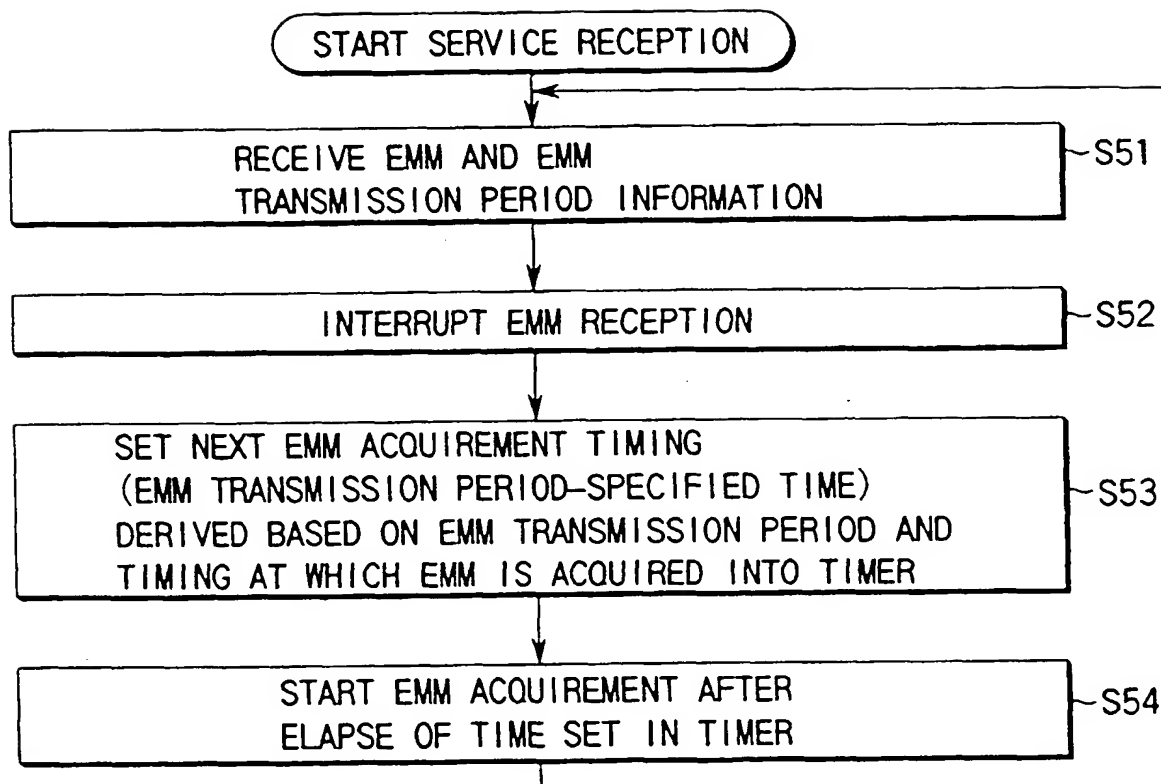 START SERVICE RECEPTION
RECEIVE EMM AND EMM
TRANSMISSION PERIOD INFORMATION
S51
INTERRUPT EMM RECEPTION
S52
SET NEXT EMM ACQUIREMENT TIMING
(EMM TRANSMISSION PERIOD-SPECIFIED TIME)
DERIVED BASED ON EMM TRANSMISSION PERIOD AND
TIMING AT WHICH EMM IS ACQUIRED INTO TIMER
S53
START EMM ACQUIREMENT AFTER
ELAPSE OF TIME SET IN TIMER
S54